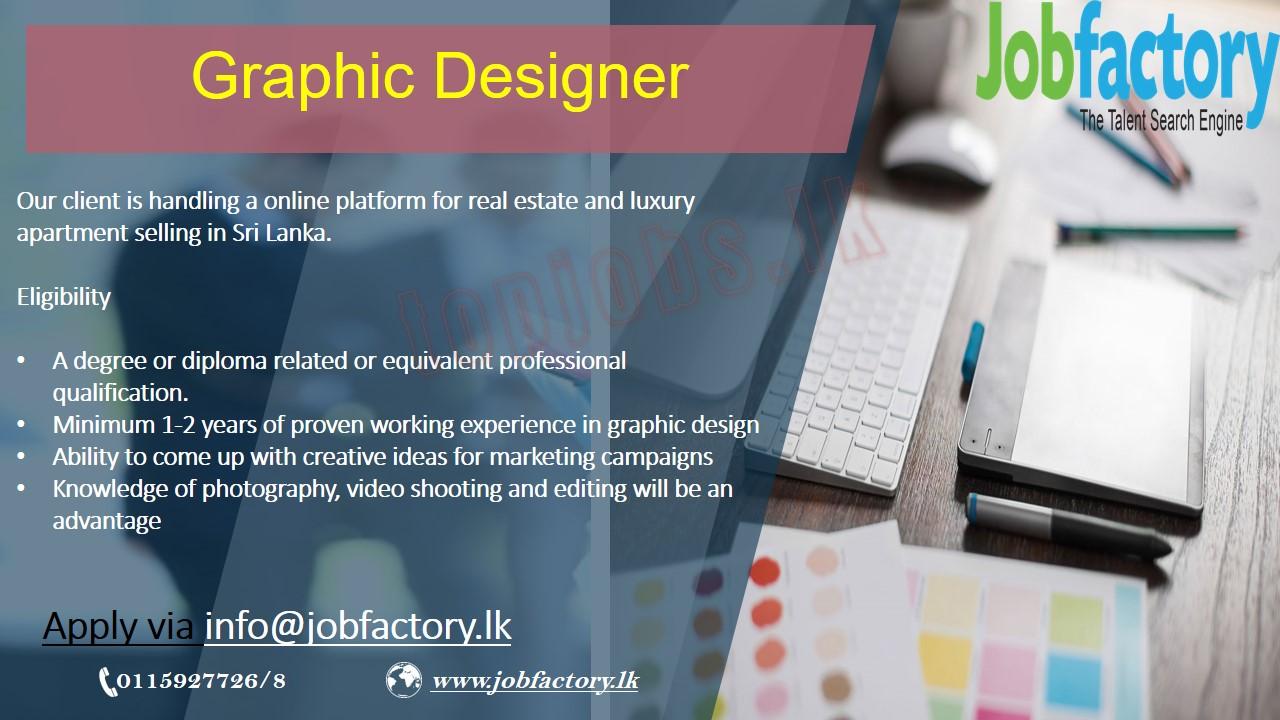 Graphic Designer
Jobfactory
The Talent Search Engine
Our client is handling a online platform for real estate and luxury
apartment selling in Sri Lanka.
topjobs.lk
Eligibility
• A degree or diploma related or equivalent professional
qualification.
• Minimum 1-2 years of proven working experience in graphic design
• Ability to come up with creative ideas for marketing campaigns
• Knowledge of photography, video shooting and editing will be an
advantage
Apply via info@jobfactory.lk
0115927726/8 www.jobfactory.lk